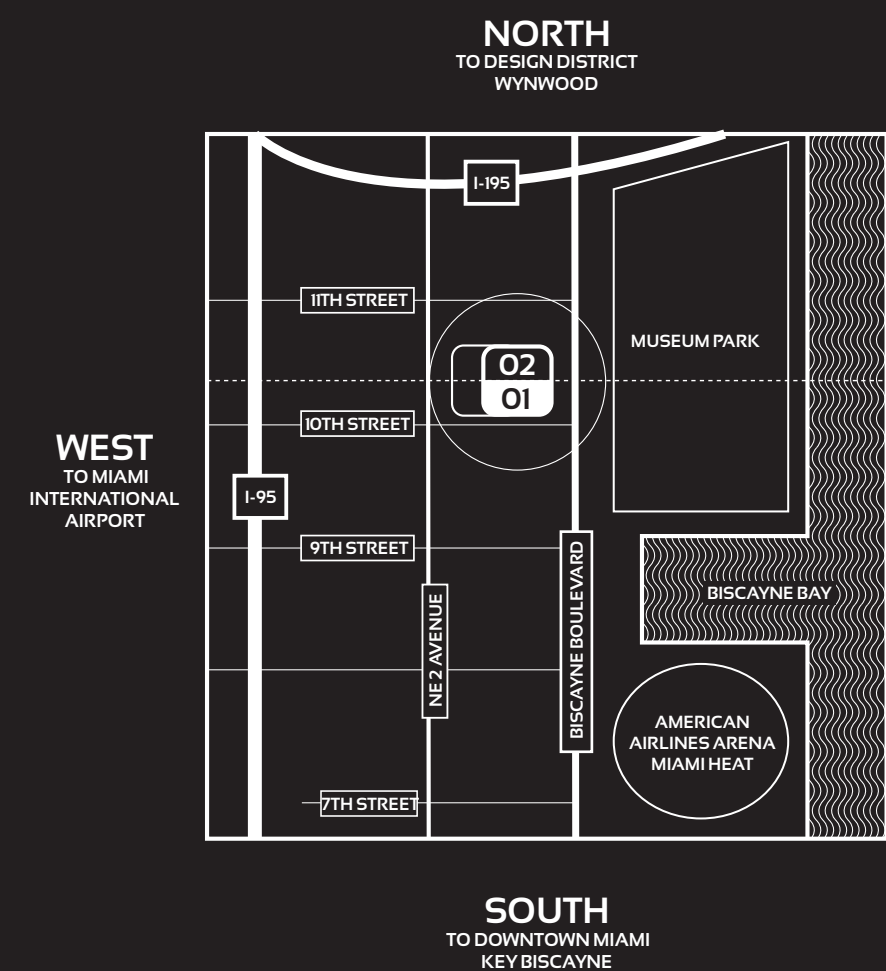 NORTH
TO DESIGN DISTRICT
WYNWOOD
I-195
11TH STREET
MUSEUM PARK
02
01
10TH STREET
WEST
TO MIAMI
INTERNATIONAL
AIRPORT
I-95
9TH STREET
BISCAYNE BOULEVARD
BISCAYNE BAY
NE 2 AVENUE
AMERICAN
AIRLINES ARENA
MIAMI HEAT
7TH STREET
SOUTH
TO DOWNTOWN MIAMI
KEY BISCAYNE